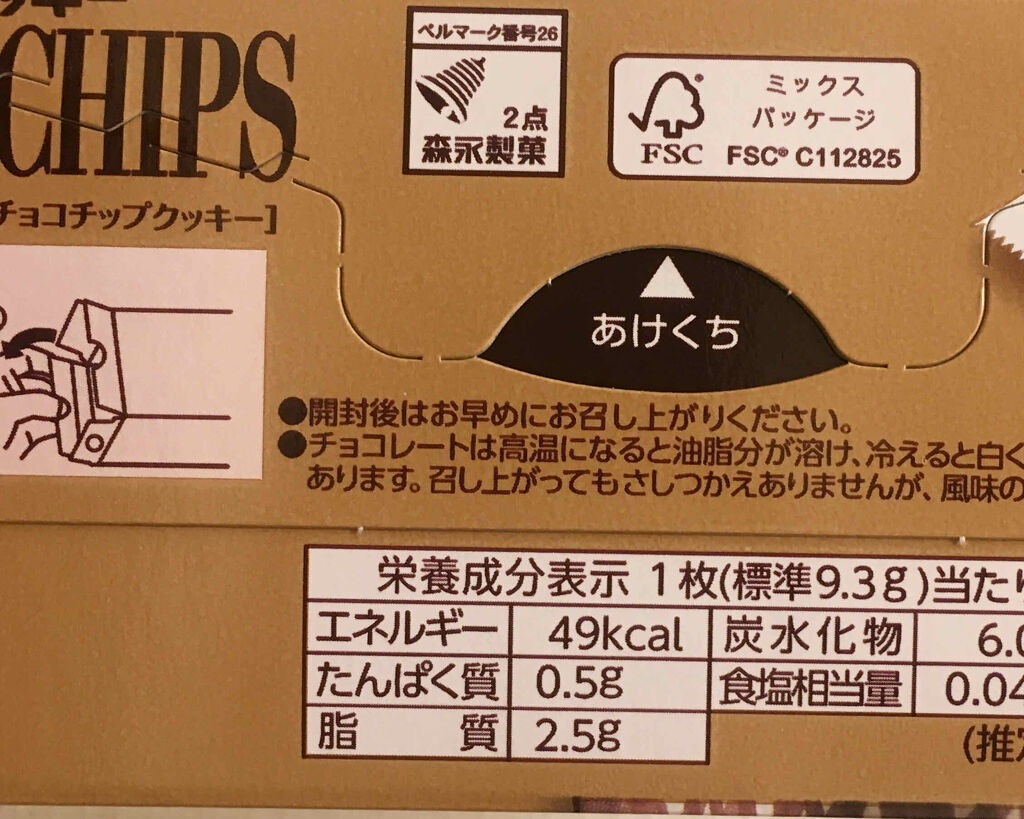 CHIPS
チョコチップクッキー]
ベルマーク番号26
2点
森永製菓
FSC
ミックス
パッケージ
FSC® C112825
あけくち
●開封後はお早めにお召し上がりください。
●チョコレートは高温になると油脂分が溶け、冷えると白く
あります。召し上がってもさしつかえありませんが、風味の
栄養成分表示 1枚(標準9.3g)当たり
エネルギー 49kcal 炭水化物 6.0
たんぱく質 0.5g 食塩相当量 0.04
脂質 2.5g
(推定